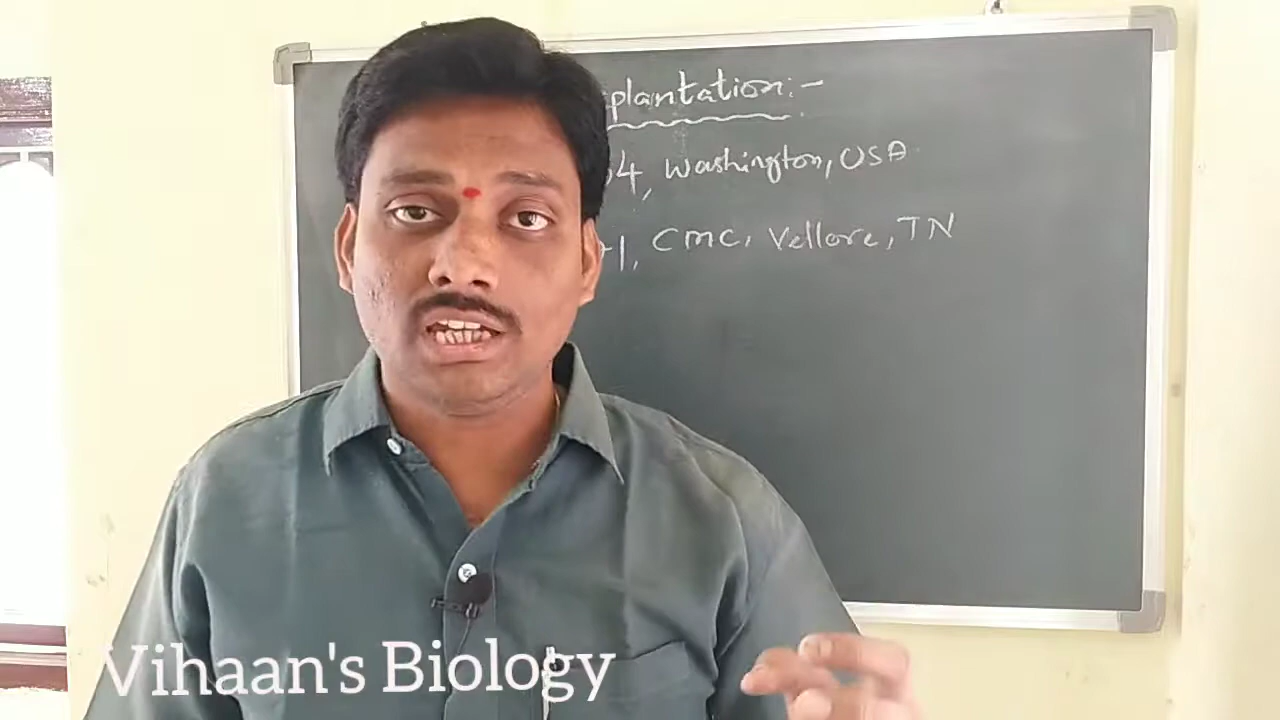 plantation:-
4, Washington, USA
1, CMC, Vellore, TN
Vihaan's Biology